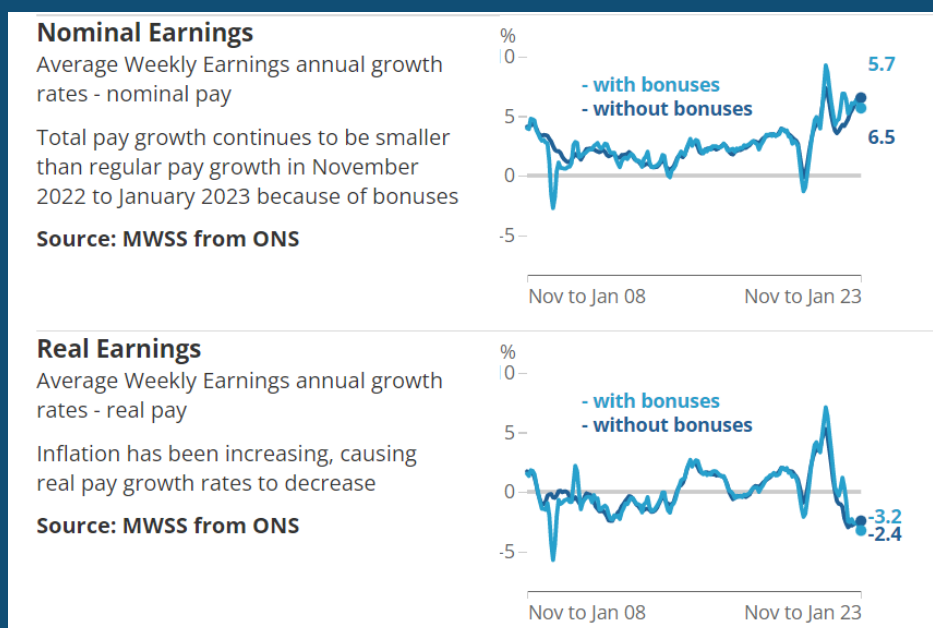 Nominal Earnings
Average Weekly Earnings annual growth
rates - nominal pay
Total pay growth continues to be smaller
than regular pay growth in November
2022 to January 2023 because of bonuses
Source: MWSS from ONS
%
10
5
0
-5
- with bonuses
- without bonuses
5.7
6.5
Nov to Jan 08
Nov to Jan 23
Real Earnings
Average Weekly Earnings annual growth
rates - real pay
Inflation has been increasing, causing
real pay growth rates to decrease
Source: MWSS from ONS
%
10
5
0
-5
- with bonuses
- without bonuses
-3.2
-2.4
Nov to Jan 08
Nov to Jan 23